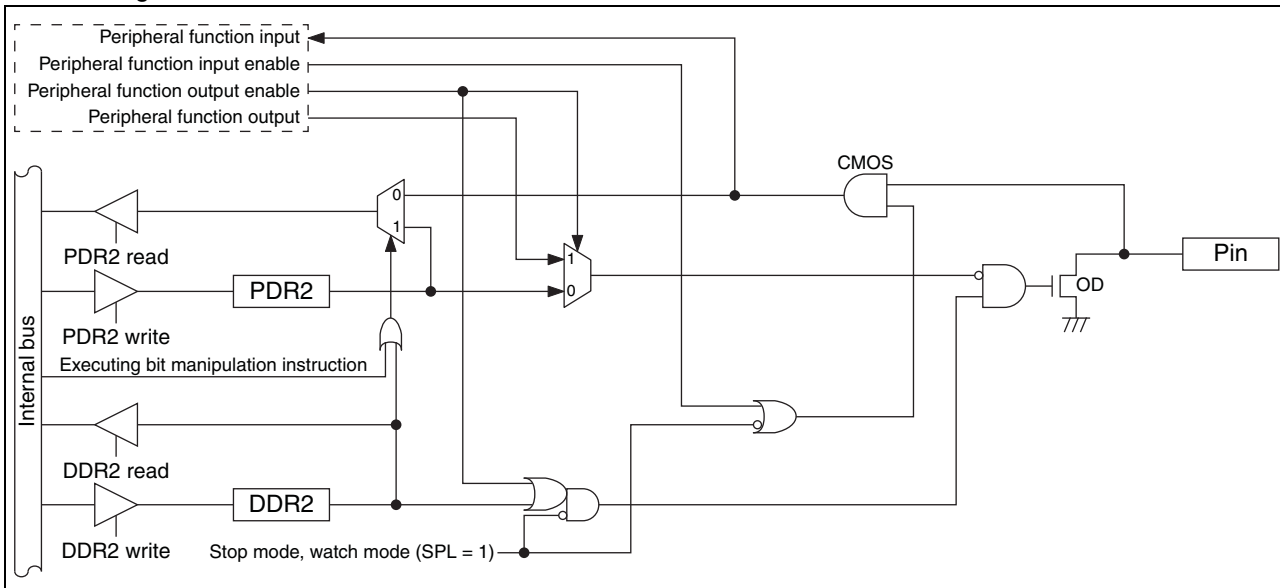 Peripheral function input
Peripheral function input enable
Peripheral function output enable
Peripheral function output
CMOS
0
1
PDR2 read
1
Pin
PDR2
0
OD
PDR2 write
Executing bit manipulation instruction
Internal bus
DDR2 read
DDR2
Stop mode, watch mode (SPL = 1)
DDR2 write